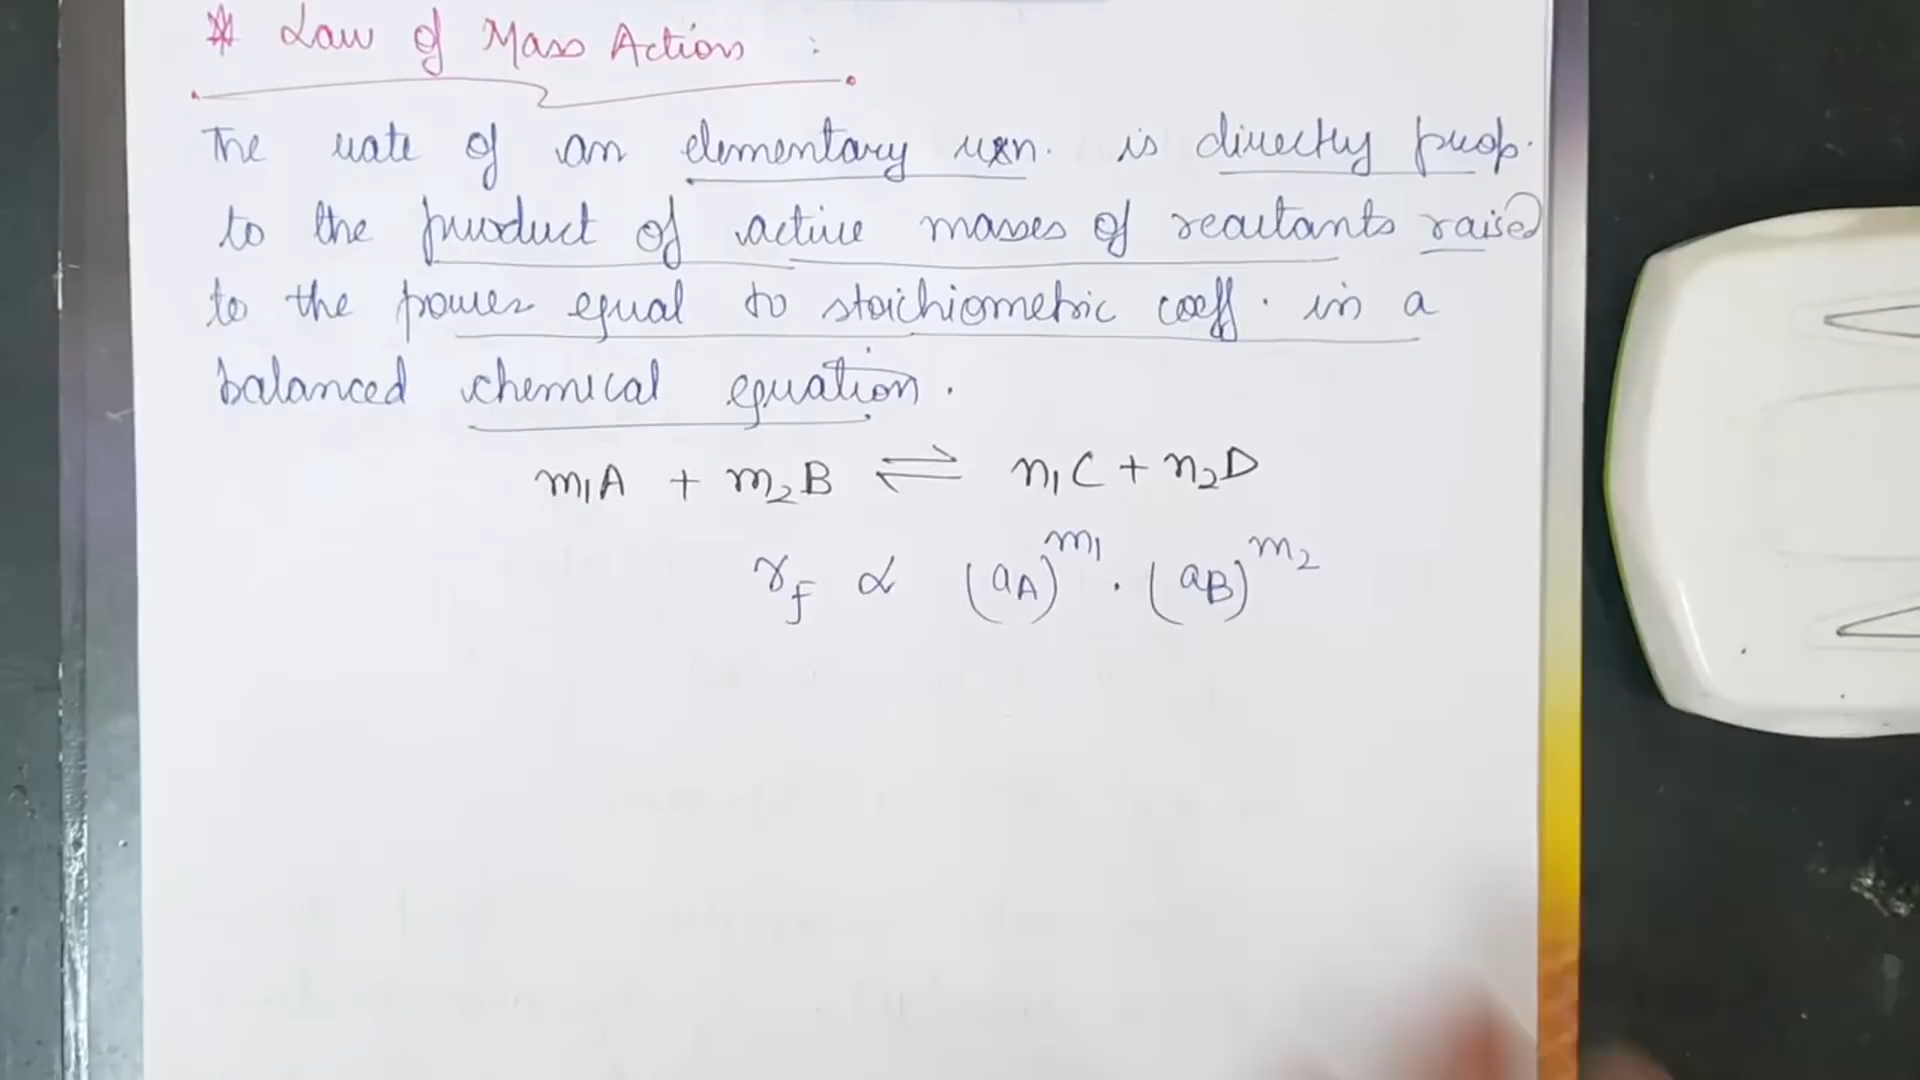 * Law of Mass Action :
The rate of an elementary rxn. is directly prop.
to the product of active masses of reactants raised
to the power equal to stoichiometric coeff. in a
balanced chemical equation.
m₁A + m₂B ⇌ n₁C + n₂D
r_f ∝ (a_A)^m₁ · (a_B)^m₂